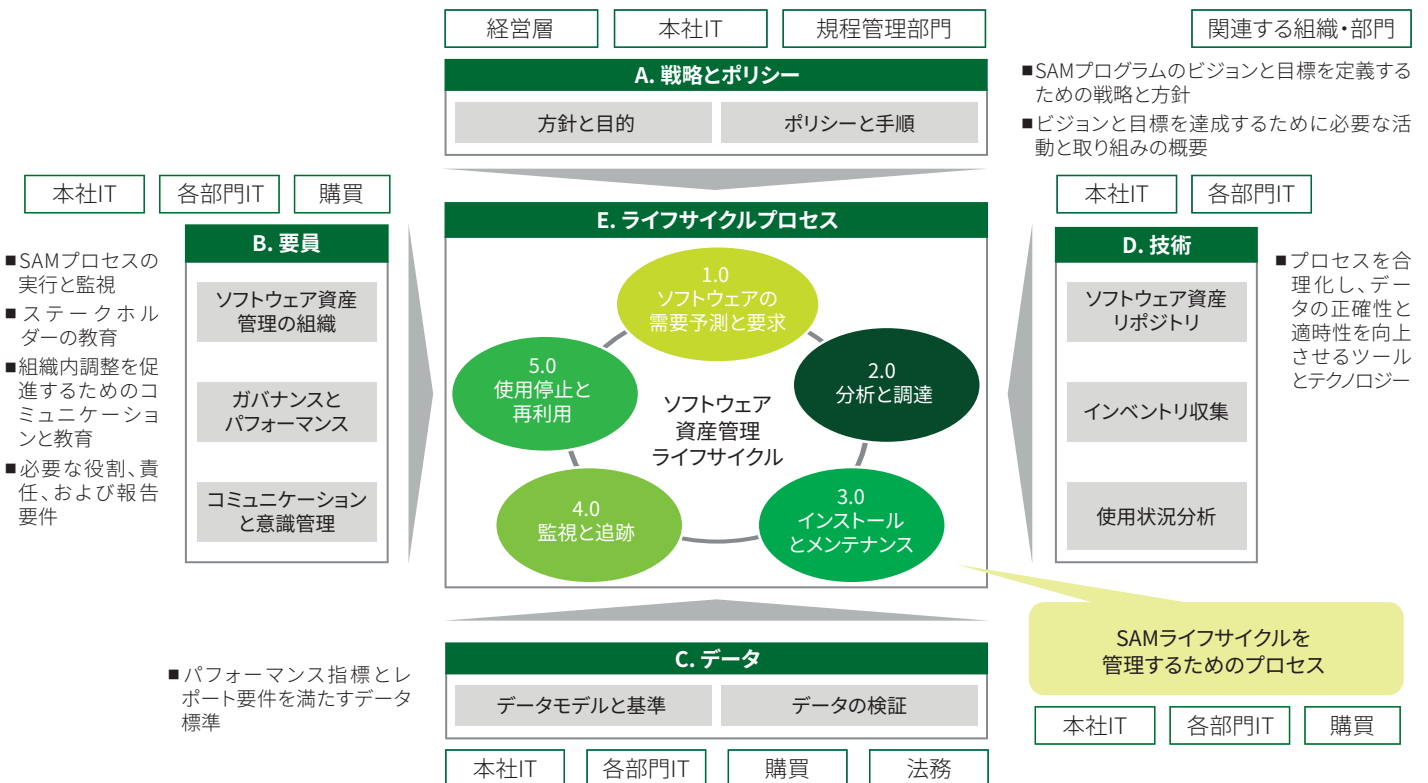 経営層
本社IT
規程管理部門
関連する組織・部門
A. 戦略とポリシー
方針と目的
ポリシーと手順
■SAMプログラムのビジョンと目標を定義する
ための戦略と方針
■ビジョンと目標を達成するために必要な活
動と取り組みの概要
本社IT
各部門IT
購買
B. 要員
■SAMプロセスの
実行と監視
■ステークホル
ダーの教育
■組織内調整を促
進するためのコ
ミュニケーショ
ンと教育
■必要な役割、責
任、および報告
要件
ソフトウェア資産
管理の組織
ガバナンスと
パフォーマンス
コミュニケーション
と意識管理
E. ライフサイクルプロセス
1.0
ソフトウェアの
需要予測と要求
2.0
分析と調達
3.0
インストール
とメンテナンス
4.0
監視と追跡
5.0
使用停止と
再利用
ソフトウェア
資産管理
ライフサイクル
本社IT
各部門IT
D. 技術
ソフトウェア資産
リポジトリ
インベントリ収集
使用状況分析
■プロセスを合
理化し、デー
タの正確性と
適時性を向上
させるツール
とテクノロジー
SAMライフサイクルを
管理するためのプロセス
本社IT
各部門IT
購買
■パフォーマンス指標とレ
ポート要件を満たすデータ
標準
C. データ
データモデルと基準
データの検証
本社IT
各部門IT
購買
法務